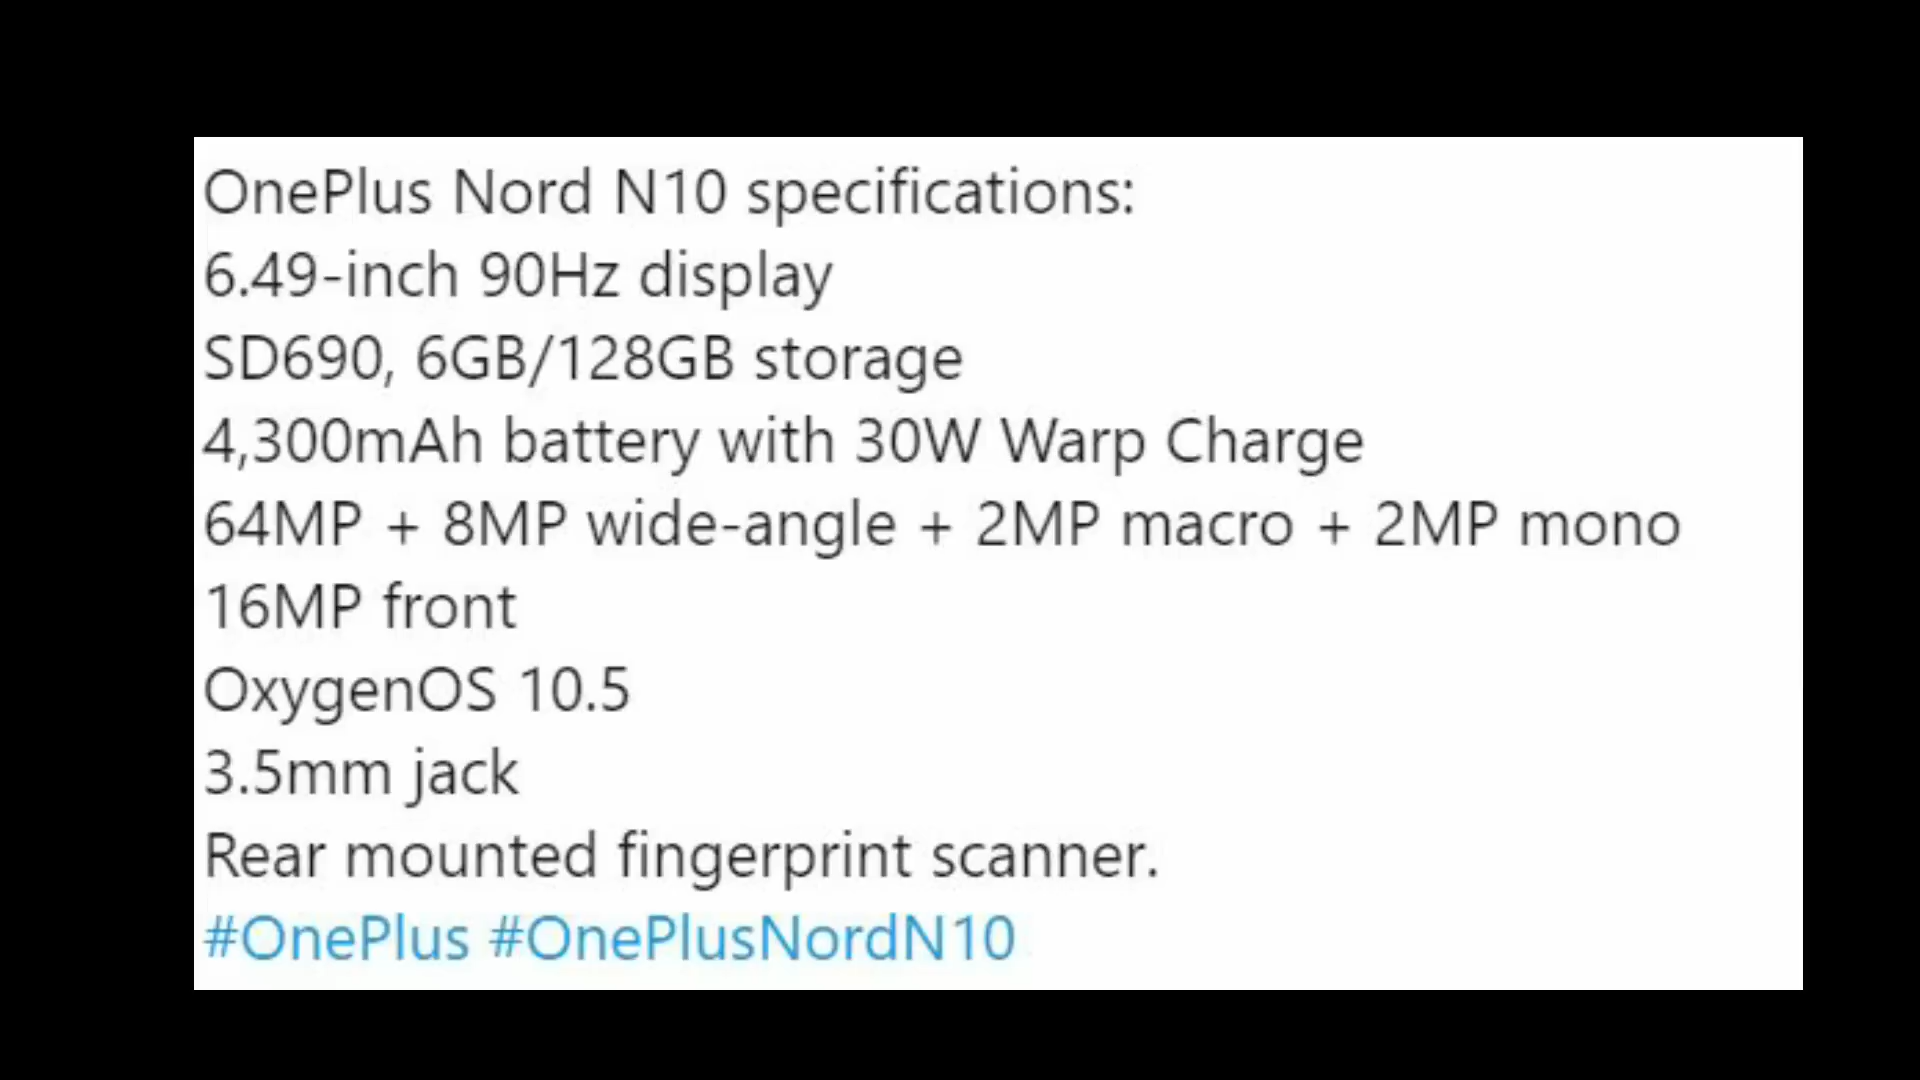 OnePlus Nord N10 specifications:
6.49-inch 90Hz display
SD690, 6GB/128GB storage
4,300mAh battery with 30W Warp Charge
64MP + 8MP wide-angle + 2MP macro + 2MP mono
16MP front
OxygenOS 10.5
3.5mm jack
Rear mounted fingerprint scanner.
#OnePlus #OnePlusNordN10